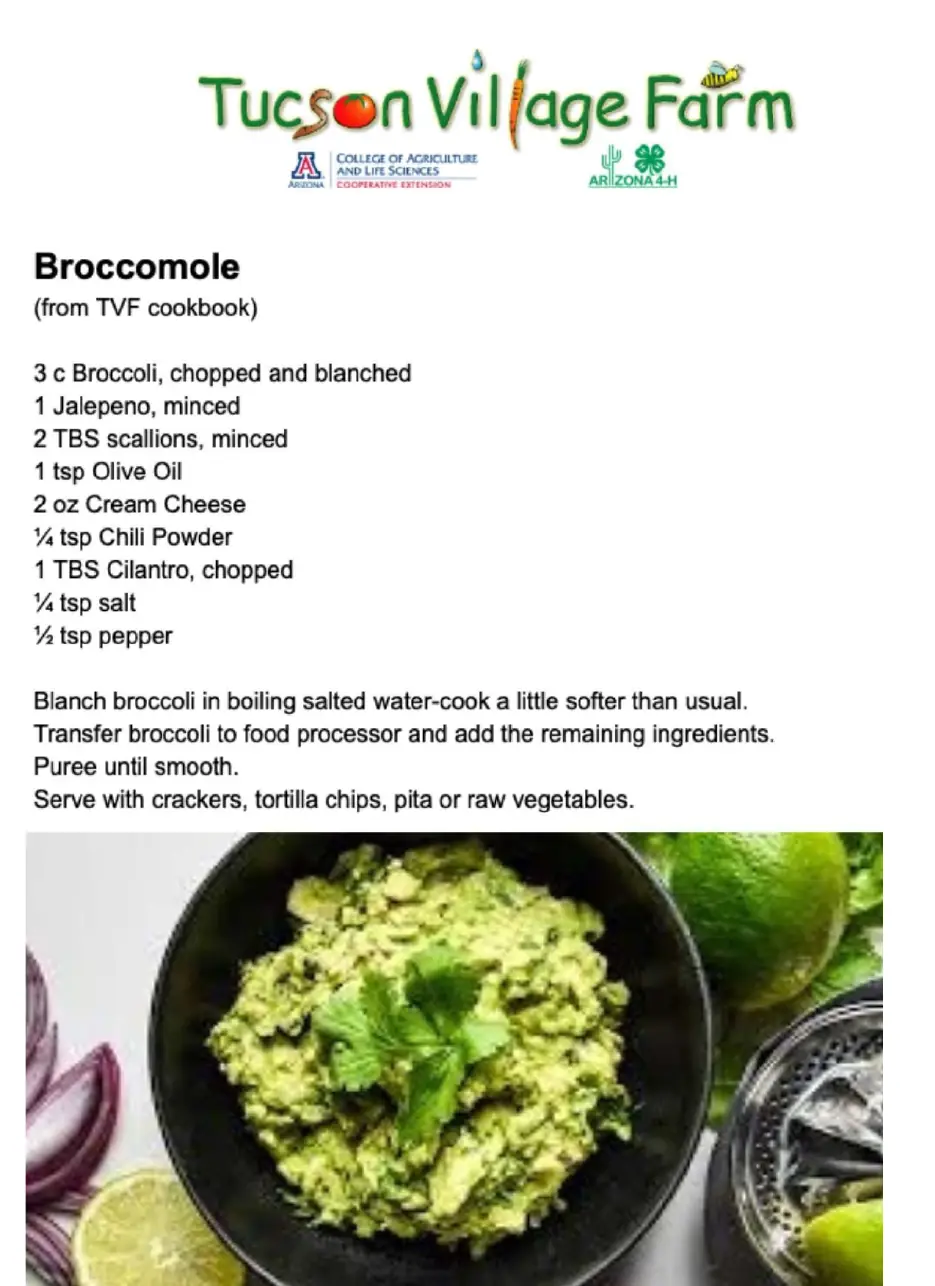 Tucson Village Farm
ARIZONA
COLLEGE OF AGRICULTURE
AND LIFE SCIENCES
COOPERATIVE EXTENSION
ARIZONA 4-H
Broccomole
(from TVF cookbook)
3 c Broccoli, chopped and blanched
1 Jalepeno, minced
2 TBS scallions, minced
1 tsp Olive Oil
2 oz Cream Cheese
¼ tsp Chili Powder
1 TBS Cilantro, chopped
¼ tsp salt
½ tsp pepper
Blanch broccoli in boiling salted water-cook a little softer than usual.
Transfer broccoli to food processor and add the remaining ingredients.
Puree until smooth.
Serve with crackers, tortilla chips, pita or raw vegetables.